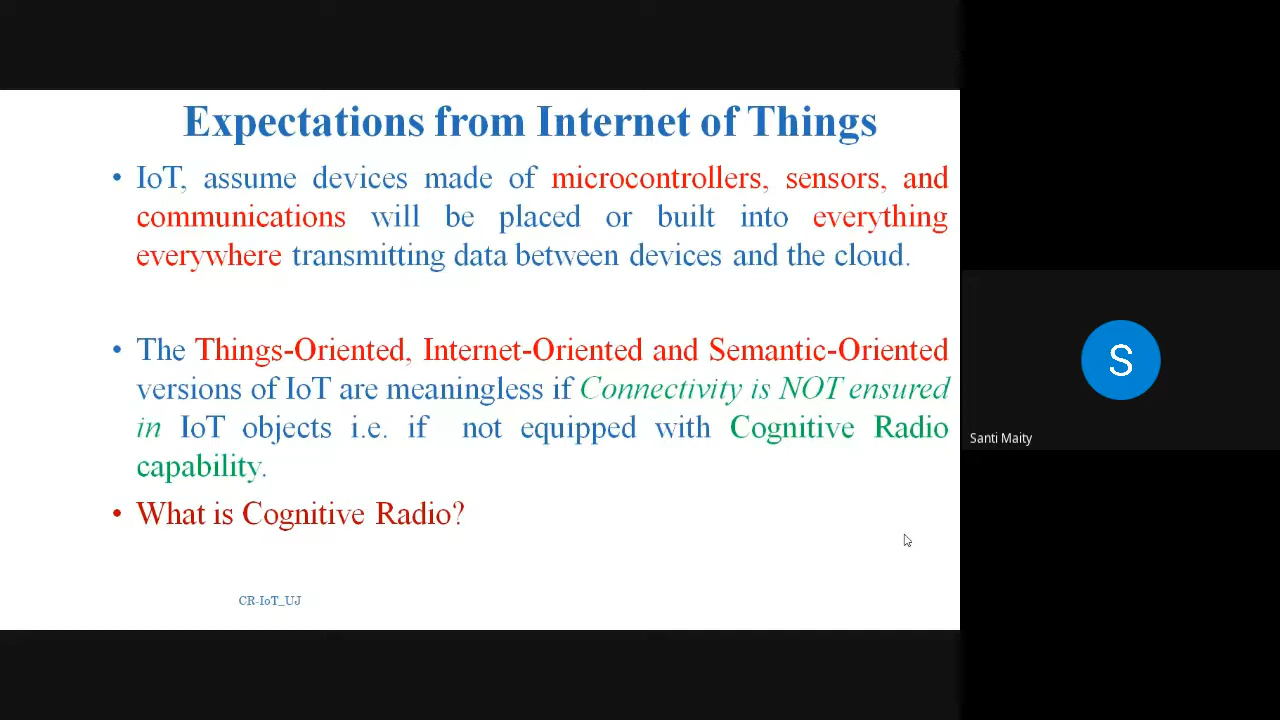 Expectations from Internet of Things
• IoT, assume devices made of microcontrollers, sensors, and
communications will be placed or built into everything
everywhere transmitting data between devices and the cloud.
• The Things-Oriented, Internet-Oriented and Semantic-Oriented
versions of IoT are meaningless if Connectivity is NOT ensured
in IoT objects i.e. if not equipped with Cognitive Radio
capability.
• What is Cognitive Radio?
CR-IoT_UJ
S
Santi Maity